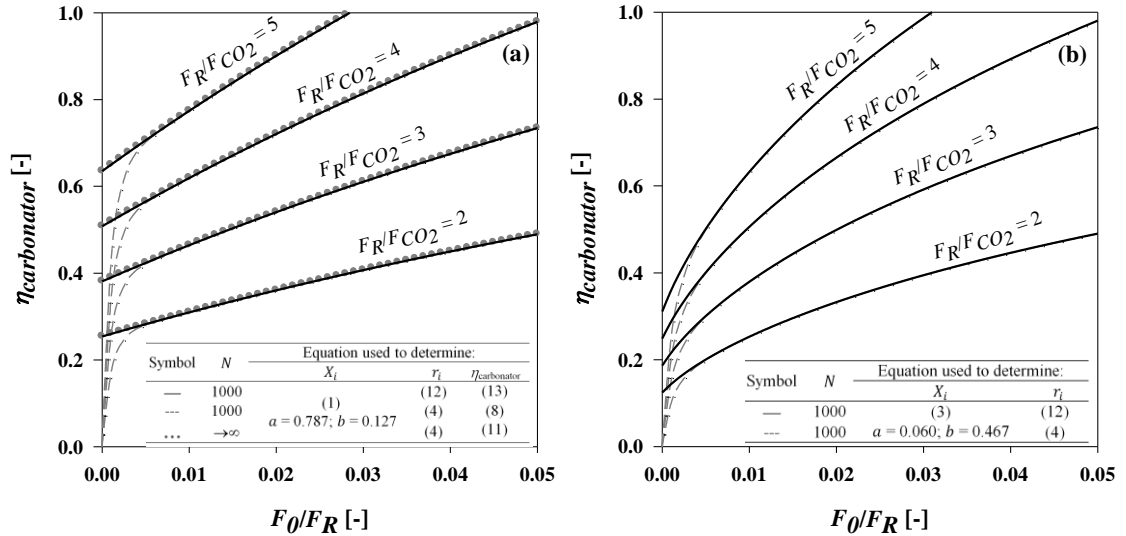 (a)
1.0
0.8
0.6
0.4
0.2
0.0
ηcarbonator [-]
F_R/F_CO2 = 5
F_R/F_CO2 = 4
F_R/F_CO2 = 3
F_R/F_CO2 = 2
Symbol N Equation used to determine:
X_i r_i η_carbonator
— 1000 (1) (12) (13)
--- 1000 a = 0.787; b = 0.127 (4) (8)
... →∞ (4) (11)
0.00 0.01 0.02 0.03 0.04 0.05
F_0/F_R [-]
(b)
1.0
0.8
0.6
0.4
0.2
0.0
ηcarbonator [-]
F_R/F_CO2 = 5
F_R/F_CO2 = 4
F_R/F_CO2 = 3
F_R/F_CO2 = 2
Symbol N Equation used to determine:
X_i r_i
— 1000 (3) (12)
--- 1000 a = 0.060; b = 0.467 (4)
0.00 0.01 0.02 0.03 0.04 0.05
F_0/F_R [-]